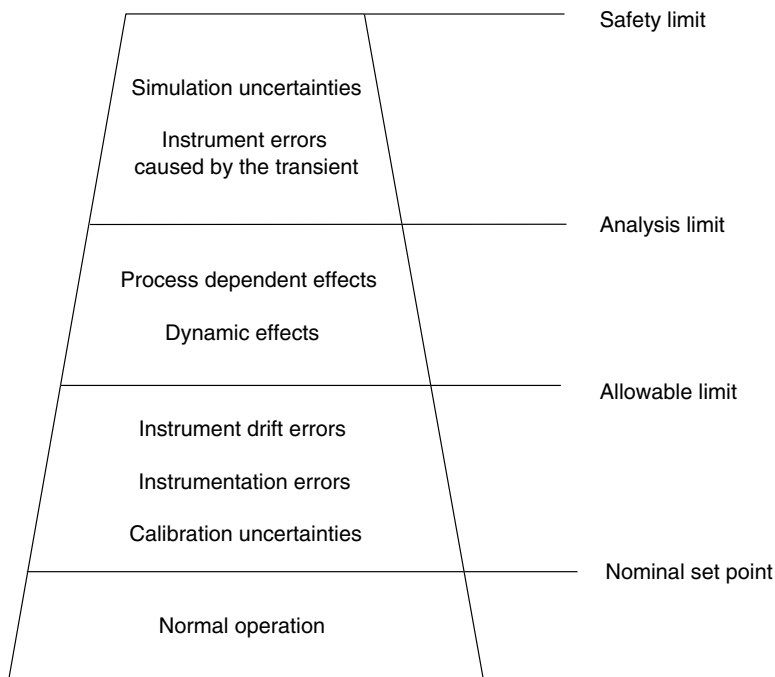 Safety limit
Simulation uncertainties
Instrument errors
caused by the transient
Analysis limit
Process dependent effects
Dynamic effects
Allowable limit
Instrument drift errors
Instrumentation errors
Calibration uncertainties
Nominal set point
Normal operation